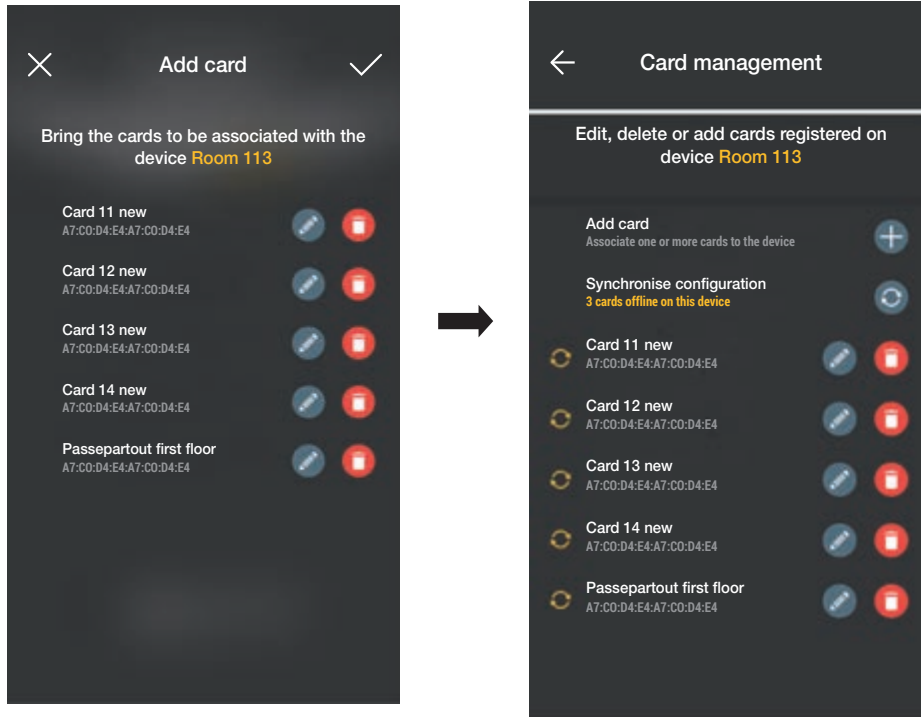 Add card
Bring the cards to be associated with the
device Room 113
Card 11 new
A7:C0:D4:E4:A7:C0:D4:E4
Card 12 new
A7:C0:D4:E4:A7:C0:D4:E4
Card 13 new
A7:C0:D4:E4:A7:C0:D4:E4
Card 14 new
A7:C0:D4:E4:A7:C0:D4:E4
Passepartout first floor
A7:C0:D4:E4:A7:C0:D4:E4
Card management
Edit, delete or add cards registered on
device Room 113
Add card
Associate one or more cards to the device
Synchronise configuration
3 cards offline on this device
Card 11 new
A7:C0:D4:E4:A7:C0:D4:E4
Card 12 new
A7:C0:D4:E4:A7:C0:D4:E4
Card 13 new
A7:C0:D4:E4:A7:C0:D4:E4
Card 14 new
A7:C0:D4:E4:A7:C0:D4:E4
Passepartout first floor
A7:C0:D4:E4:A7:C0:D4:E4